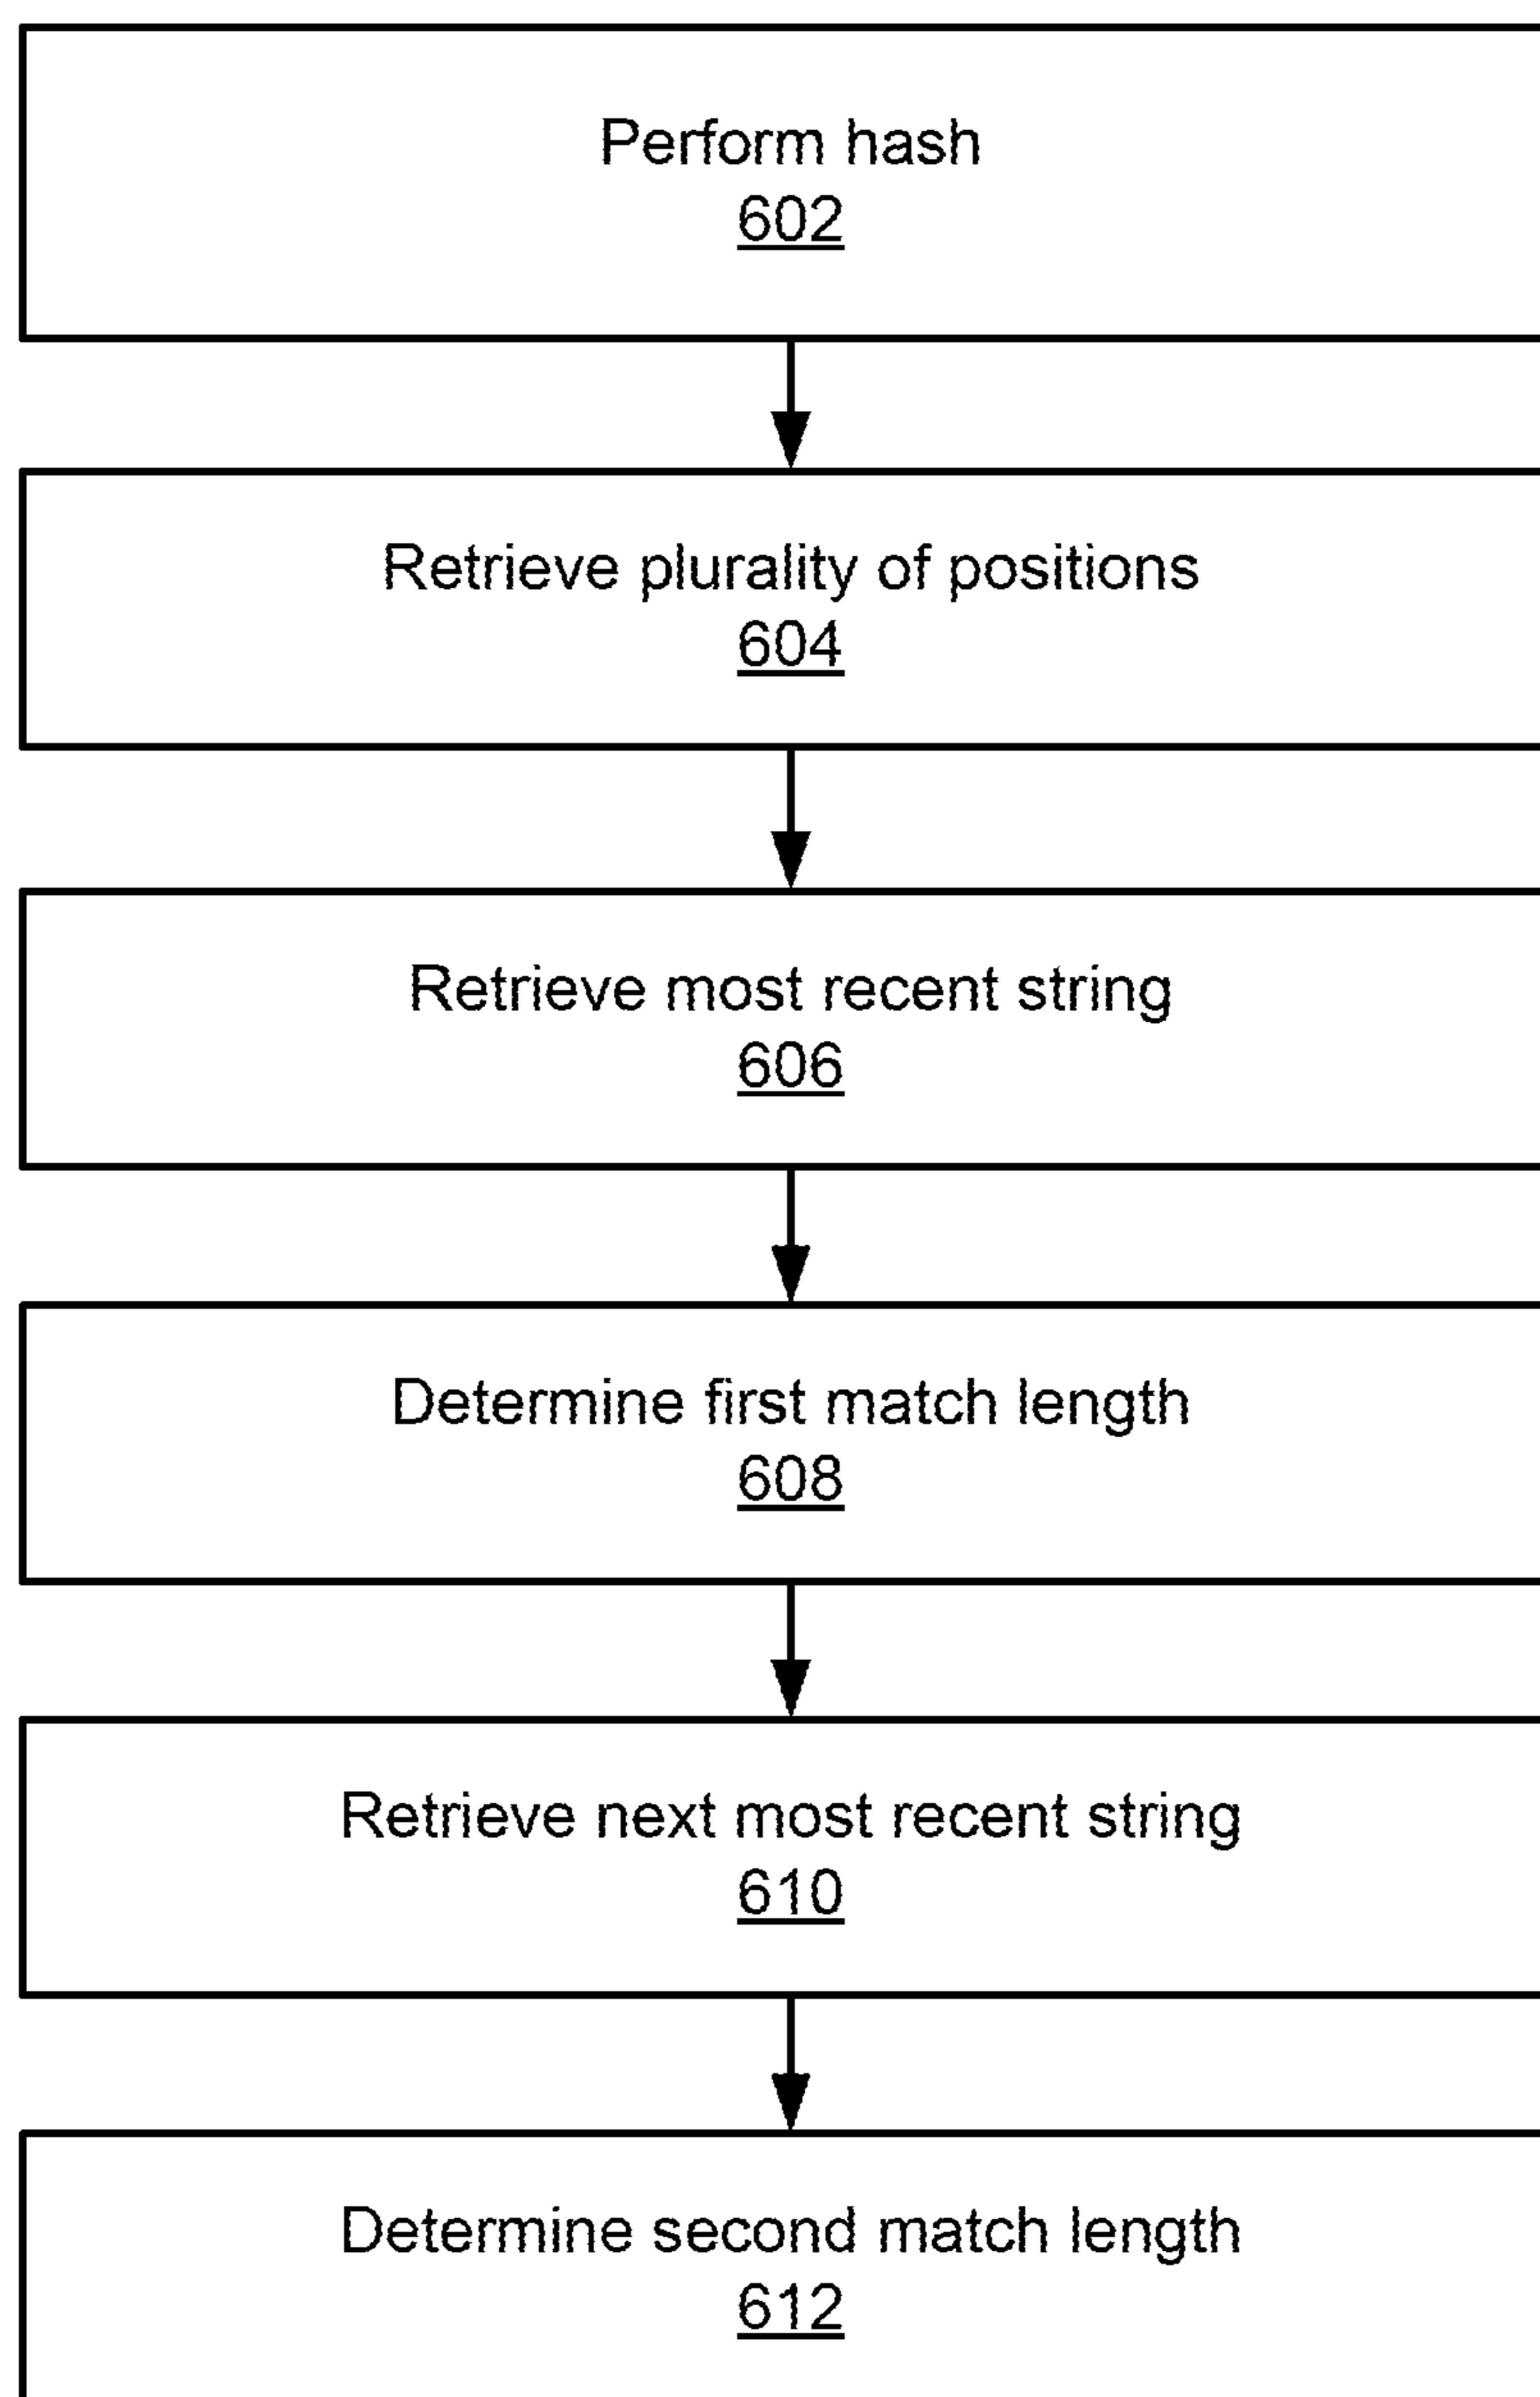 Perform hash
602
Retrieve plurality of positions
604
Retrieve most recent string
606
Determine first match length
608
Retrieve next most recent string
610
Determine second match length
612